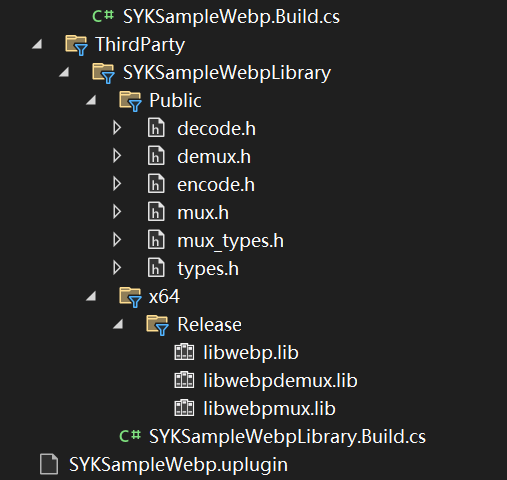 C# SYKSampleWebp.Build.cs
ThirdParty
SYKSampleWebpLibrary
Public
h decode.h
h demux.h
h encode.h
h mux.h
h mux_types.h
h types.h
x64
Release
libwebp.lib
libwebpdemux.lib
libwebpmux.lib
C# SYKSampleWebpLibrary.Build.cs
SYKSampleWebp.uplugin